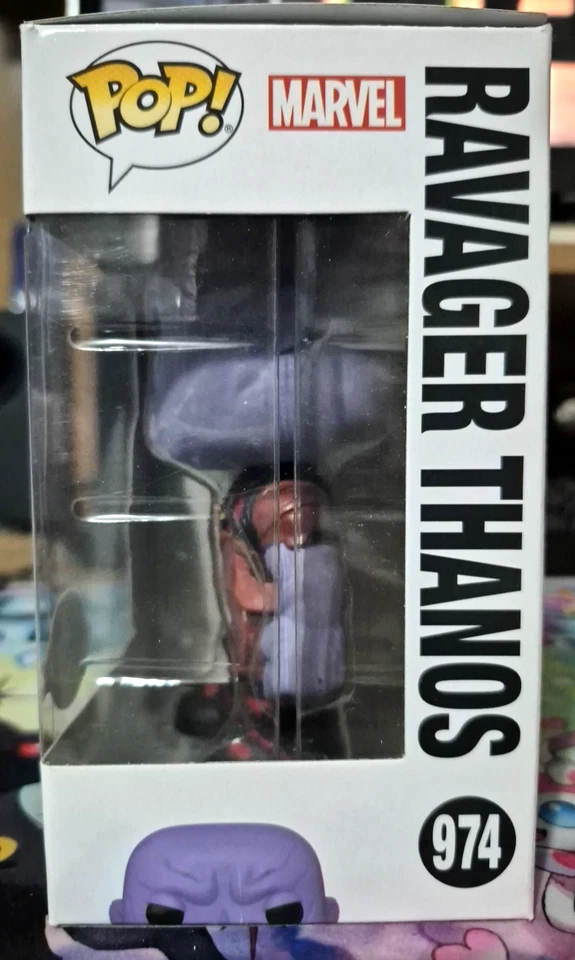 POP!®
MARVEL
RAVAGER THANOS
974